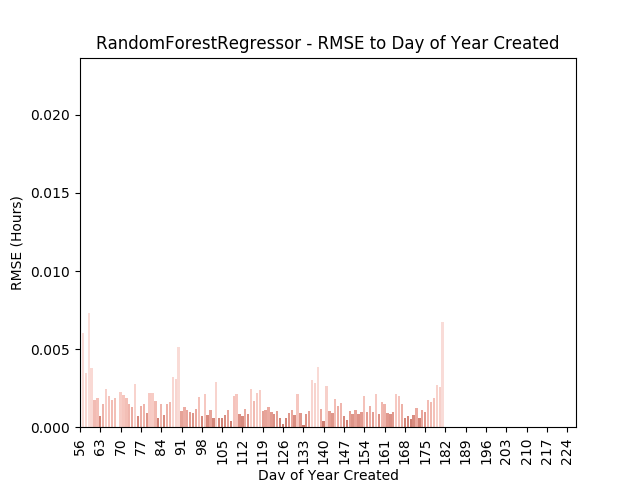 RandomForestRegressor - RMSE to Day of Year Created
0.020
0.015
0.010
0.005
0.000
RMSE (Hours)
56 63 70 77 84 91 98 105 112 119 126 133 140 147 154 161 168 175 182 189 196 203 210 217 224
Day of Year Created